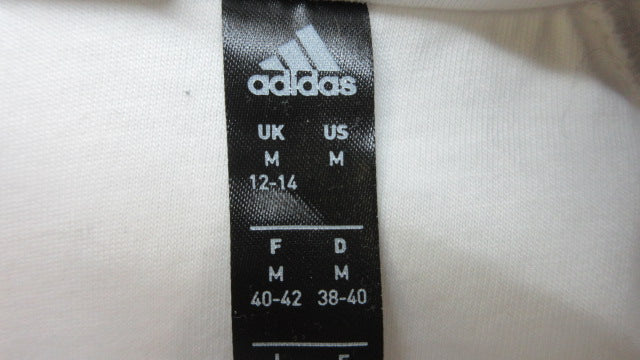 adidas
UK US
M M
12-14
F D
M M
40-42 38-40